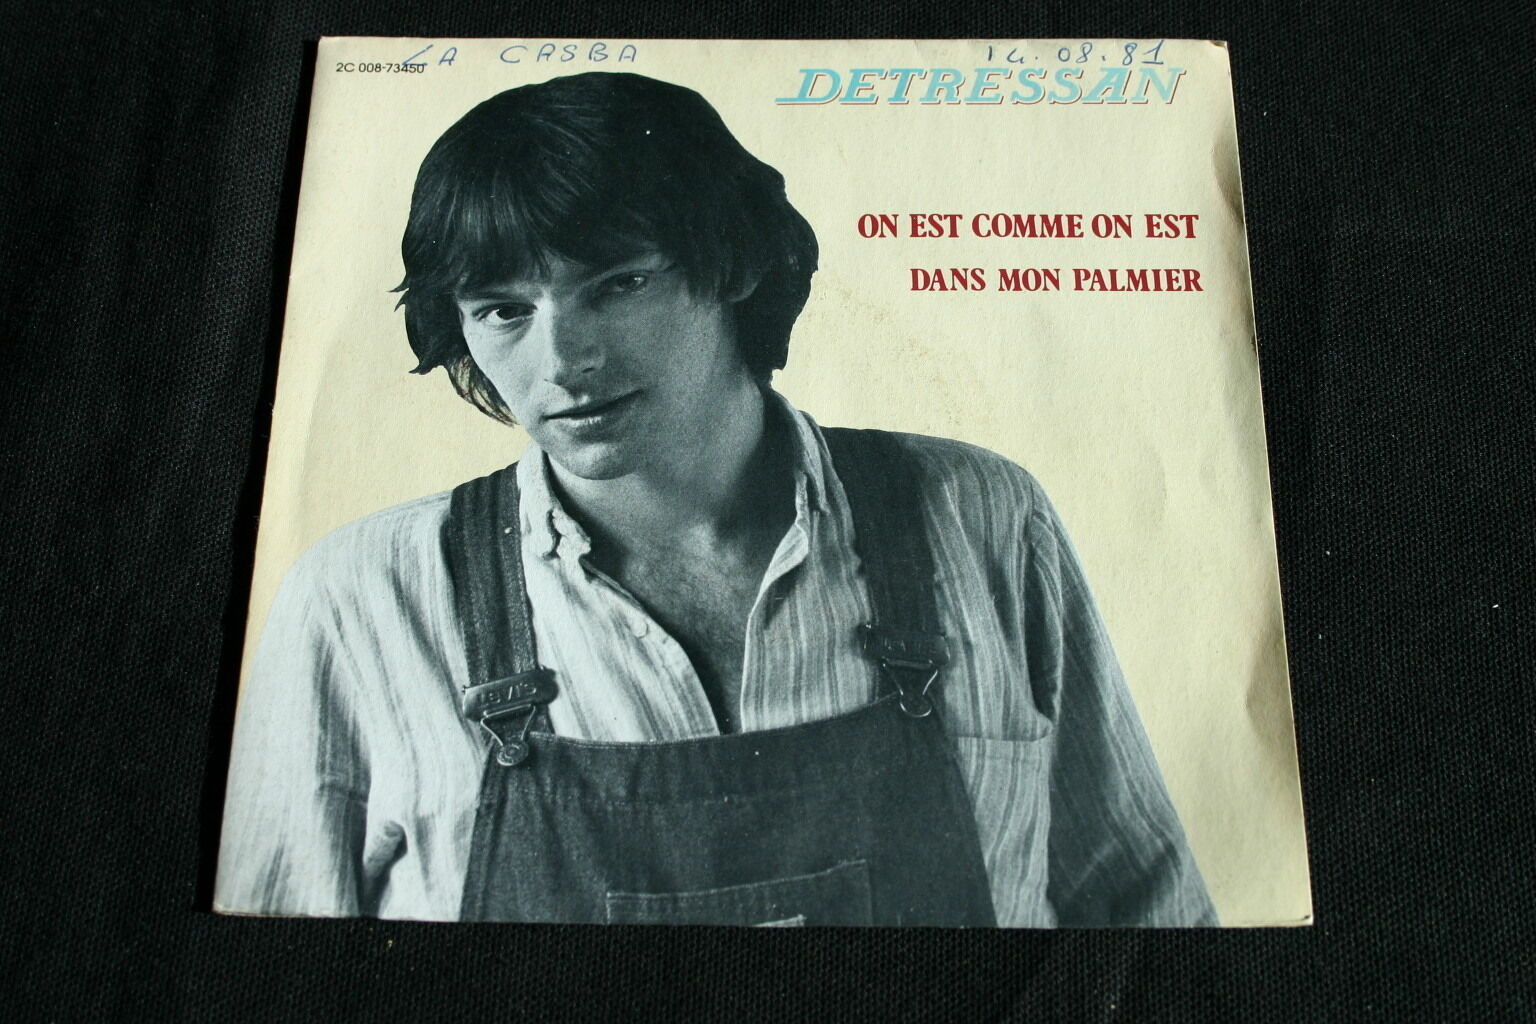 LA CASBA 14.08.81
2C 008-73450
DETRESSAN
ON EST COMME ON EST
DANS MON PALMIER
LEVI'S